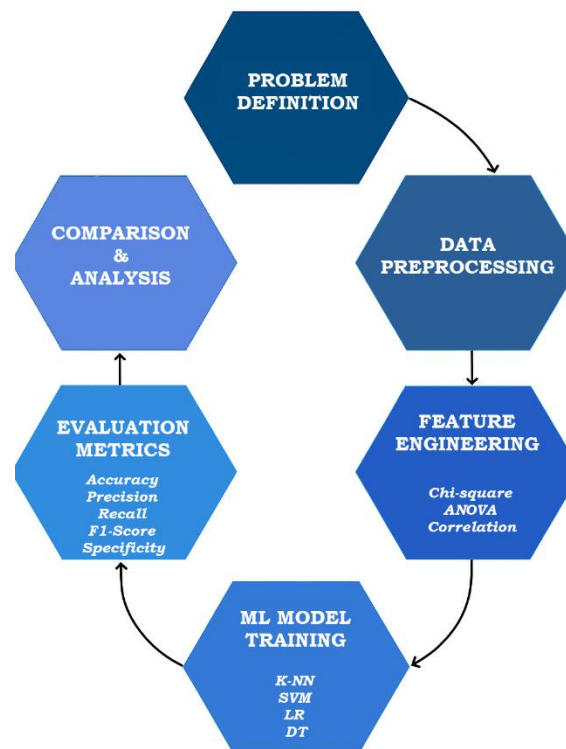 PROBLEM
DEFINITION
DATA
PREPROCESSING
FEATURE
ENGINEERING
Chi-square
ANOVA
Correlation
ML MODEL
TRAINING
K-NN
SVM
LR
DT
EVALUATION
METRICS
Accuracy
Precision
Recall
F1-Score
Specificity
COMPARISON
&
ANALYSIS